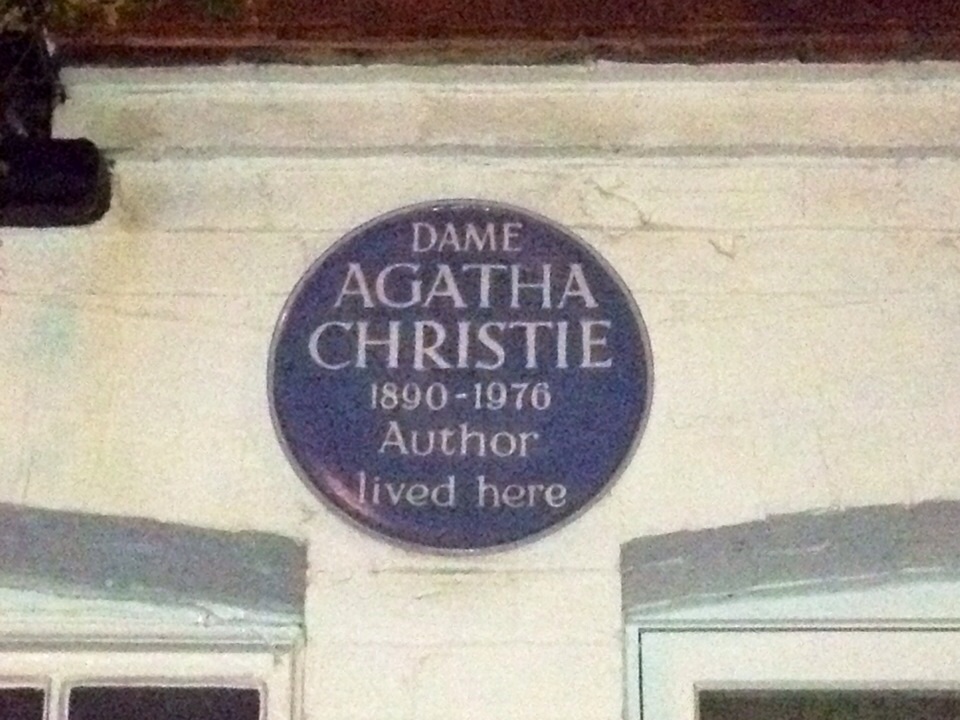 DAME
AGATHA
CHRISTIE
1890-1976
Author
lived here